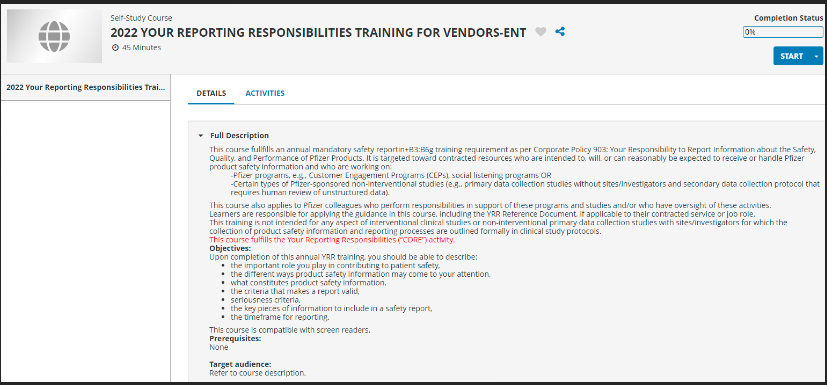 Self-Study Course
2022 YOUR REPORTING RESPONSIBILITIES TRAINING FOR VENDORS-ENT
45 Minutes
Completion Status
0%
START
2022 Your Reporting Responsibilities Trai...
DETAILS
ACTIVITIES
Full Description
This course fullfills an annual mandatory safety reportin+B3:B6g training requirement as per Corporate Policy 903: Your Responsibility to Report Information about the Safety,
Quality, and Performance of Pfizer Products. It is targeted toward contracted resources who are intended to, will, or can reasonably be expected to receive or handle Pfizer
product safety information and who are working on:
-Pfizer programs, e.g., Customer Engagement Programs (CEPs), social listening programs OR
-Certain types of Pfizer-sponsored non-interventional studies (e.g., primary data collection studies without sites/investigators and secondary data collection protocol that
requires human review of unstructured data).
This course also applies to Pfizer colleagues who perform responsibilities in support of these programs and studies and/or who have oversight of these activities.
Learners are responsible for applying the guidance in this course, including the YRR Reference Document, if applicable to their contracted service or job role.
This training is not intended for any aspect of interventional clinical studies or non-interventional primary data collection studies with sites/investigators for which the
collection of product safety information and reporting processes are outlined formally in clinical study protocols.
This course fulfills the Your Reporting Responsibilities ("CORE") activity.
Objectives:
Upon completion of this annual YRR training, you should be able to describe:
• the important role you play in contributing to patient safety,
• the different ways product safety information may come to your attention,
• what constitutes product safety information,
• the criteria that makes a report valid,
• seriousness criteria,
• the key pieces of information to include in a safety report,
• the timeframe for reporting.
This course is compatible with screen readers.
Prerequisites:
None
Target audience:
Refer to course description.